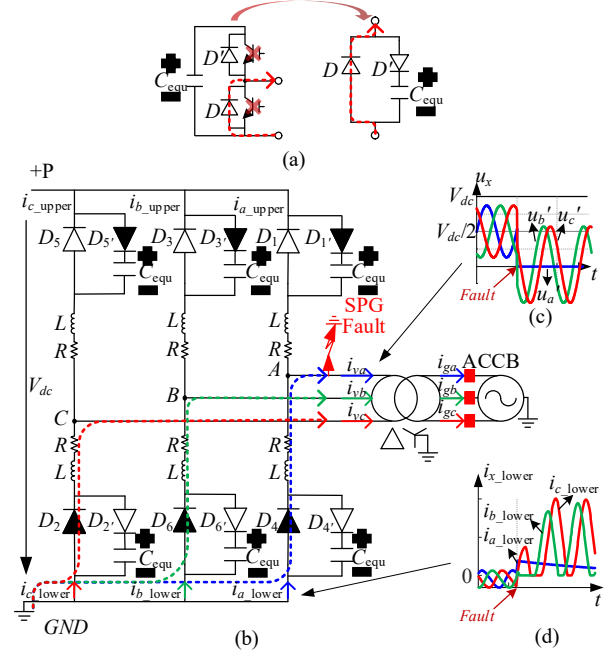 D D' C_equ
D D' C_equ
(a)
+P
i_c_upper i_b_upper i_a_upper
D_5 D_5' D_3 D_3' D_1 D_1'
C_equ C_equ C_equ
L L L
R R R
SPG
Fault
V_dc
A
B
C
i_va
i_vb
i_vc
i_ga
i_gb
i_gc
ACCB
R R R
L L L
D_2 D_2' D_6 D_6' D_4 D_4'
C_equ C_equ C_equ
i_c_lower i_b_lower i_a_lower
GND
(b)
u_x
V_dc
V_dc/2
u_b' u_c'
t
Fault
u_a'
(c)
i_x_lower
i_c_lower
i_b_lower
i_a_lower
0
t
Fault
(d)